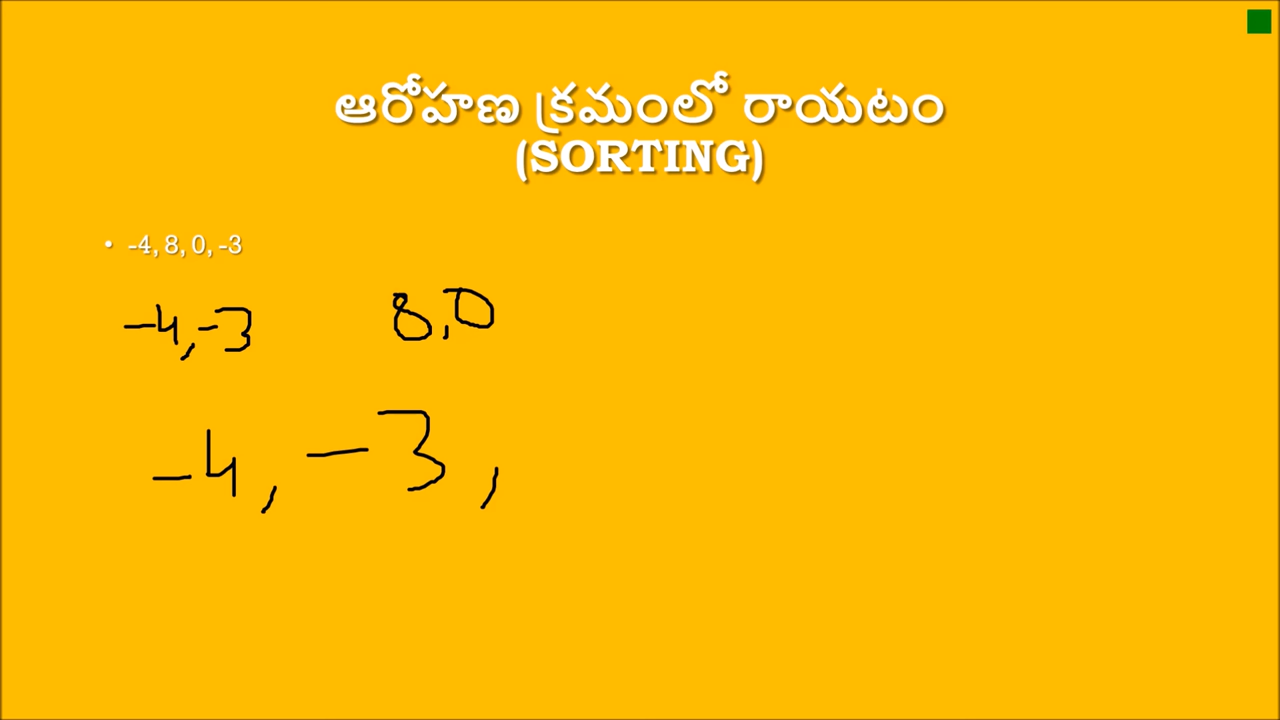 ఆరోహణ క్రమంలో రాయటం
(SORTING)
• -4, 8, 0, -3
-4, -3 8, 0
-4, -3,